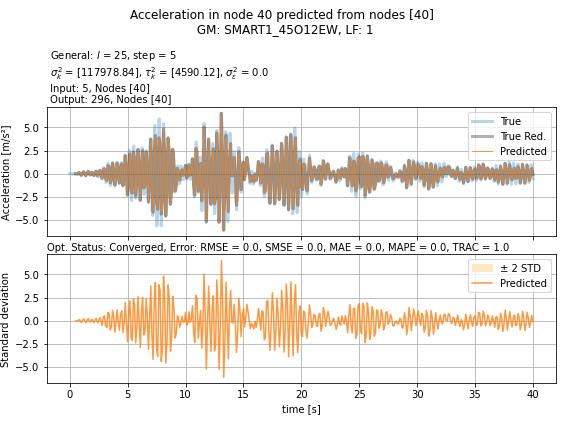 Acceleration in node 40 predicted from nodes [40]
GM: SMART1_45O12EW, LF: 1
General: l = 25, step = 5
σ²ₖ = [117978.84], τ²ₖ = [4590.12], σ²ε = 0.0
Input: 5, Nodes [40]
Output: 296, Nodes [40]
Acceleration [m/s²]
5.0
2.5
0.0
−2.5
−5.0
True
True Red.
Predicted
Opt. Status: Converged, Error: RMSE = 0.0, SMSE = 0.0, MAE = 0.0, MAPE = 0.0, TRAC = 1.0
Standard deviation
5.0
2.5
0.0
−2.5
−5.0
± 2 STD
Predicted
0 5 10 15 20 25 30 35 40
time [s]